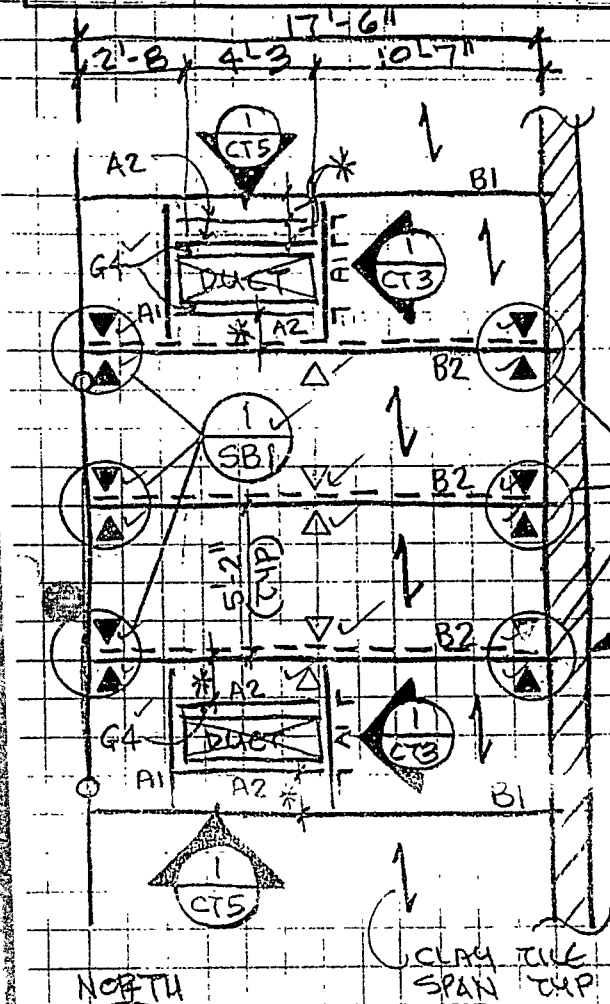 17'-6"
2'-8 4'-3 10'-7"
1
CT5
A2
B1
G4
DUCT
A1
1
CT3
A1
A2
B2
1
SB1
B2
5'-2"
(TYP)
B2
A2
G4
DUCT
A1
1
CT3
A1
A2
B1
1
CT5
CLAY TILE
NORTH
SPAN TYP